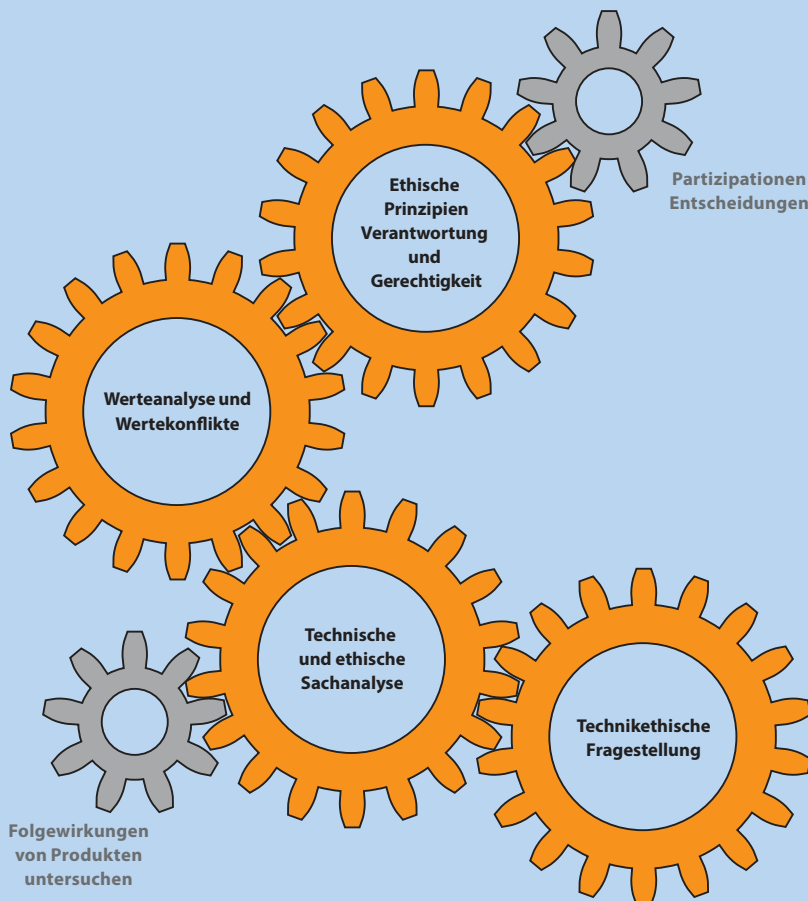 Ethische
Prinzipien
Verantwortung
und
Gerechtigkeit
Partizipationen
Entscheidungen
Werteanalyse und
Wertekonflikte
Technische
und ethische
Sachanalyse
Technikethische
Fragestellung
Folgewirkungen
von Produkten
untersuchen